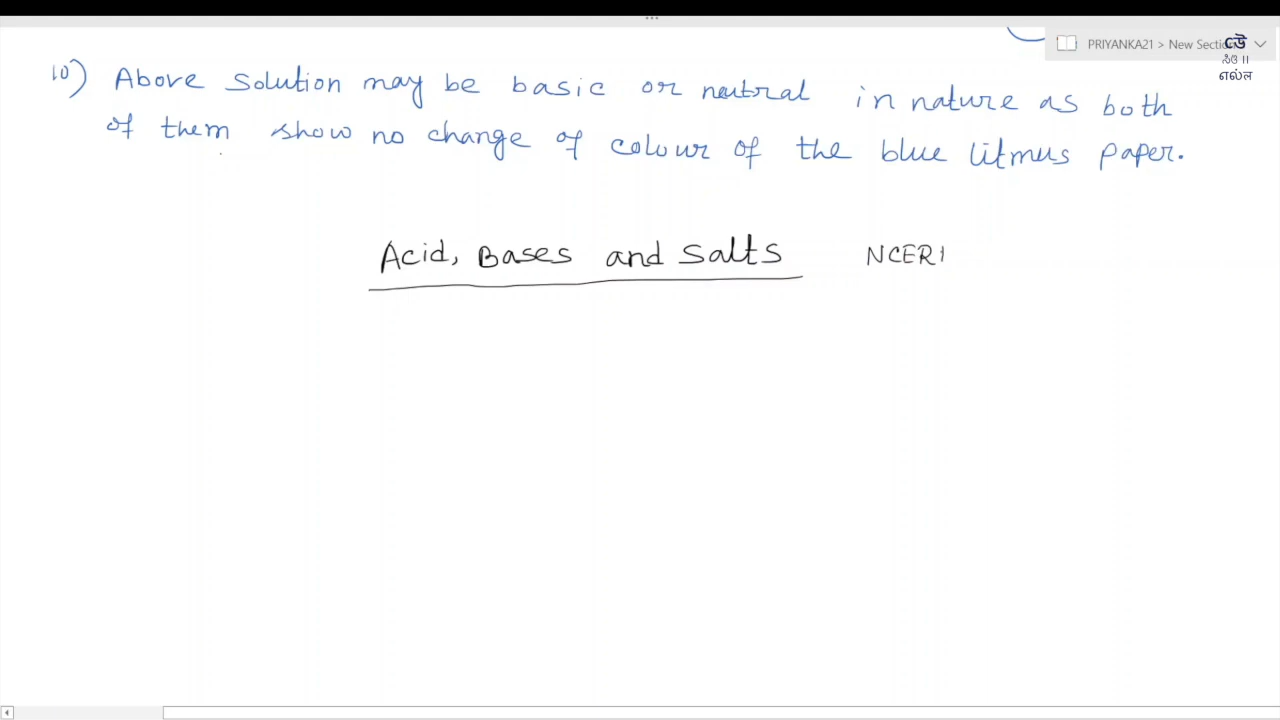 PRIYANKA21 > New Section
எல்ல
10) Above solution may be basic or neutral in nature as both
of them show no change of colour of the blue litmus paper.
Acid, Bases and Salts NCERT